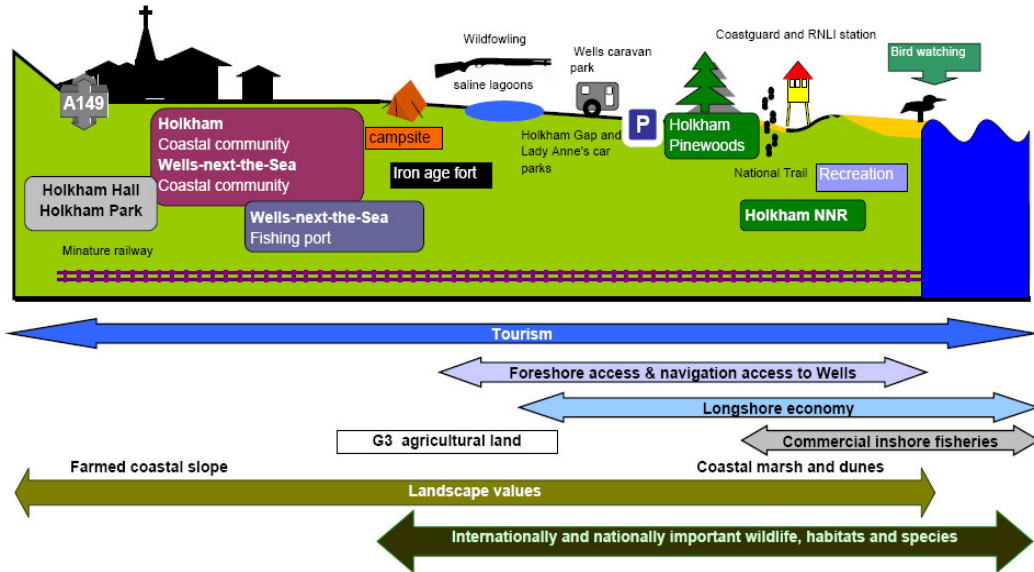 Coastguard and RNLI station
Wildfowling
Bird watching
Wells caravan
park
saline lagoons
A149
P
Holkham
Coastal community
Wells-next-the-Sea
Coastal community
campsite
Holkham Gap and
Lady Anne's car
parks
Holkham
Pinewoods
Iron age fort
National Trail
Recreation
Holkham Hall
Holkham Park
Wells-next-the-Sea
Fishing port
Holkham NNR
Minature railway
Tourism
Foreshore access & navigation access to Wells
Longshore economy
G3 agricultural land
Commercial inshore fisheries
Farmed coastal slope
Coastal marsh and dunes
Landscape values
Internationally and nationally important wildlife, habitats and species